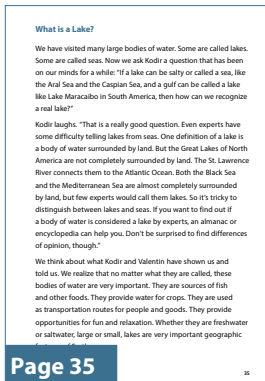 What is a Lake?
We have visited many large bodies of water. Some are called lakes.
Some are called seas. Now we ask Kodir a question that has been
on our minds for a while: "If a lake can be salty or called a sea, like
the Aral Sea and the Caspian Sea, and a gulf can be called a lake
like Lake Maracaibo in South America, then how can we recognize
a real lake?"
Kodir laughs. "That is a really good question. Even experts have
some difficulty telling lakes from seas. One definition of a lake is
a body of water surrounded by land. But the Great Lakes of North
America are not completely surrounded by land. The St. Lawrence
River connects them to the Atlantic Ocean. Both the Black Sea
and the Mediterranean Sea are almost completely surrounded
by land, but few experts would call them lakes. So it's tricky to
distinguish between lakes and seas. If you want to find out if
a body of water is considered a lake by experts, an almanac or
encyclopedia can help you. Don't be surprised to find differences
of opinion, though."
We think about what Kodir and Valentin have shown us and
told us. We realize that no matter what they are called, these
bodies of water are very important. They are sources of fish
and other foods. They provide water for crops. They are used
as transportation routes for people and goods. They provide
opportunities for fun and relaxation. Whether they are freshwater
or saltwater, large or small, lakes are very important geographic
Page 35
35